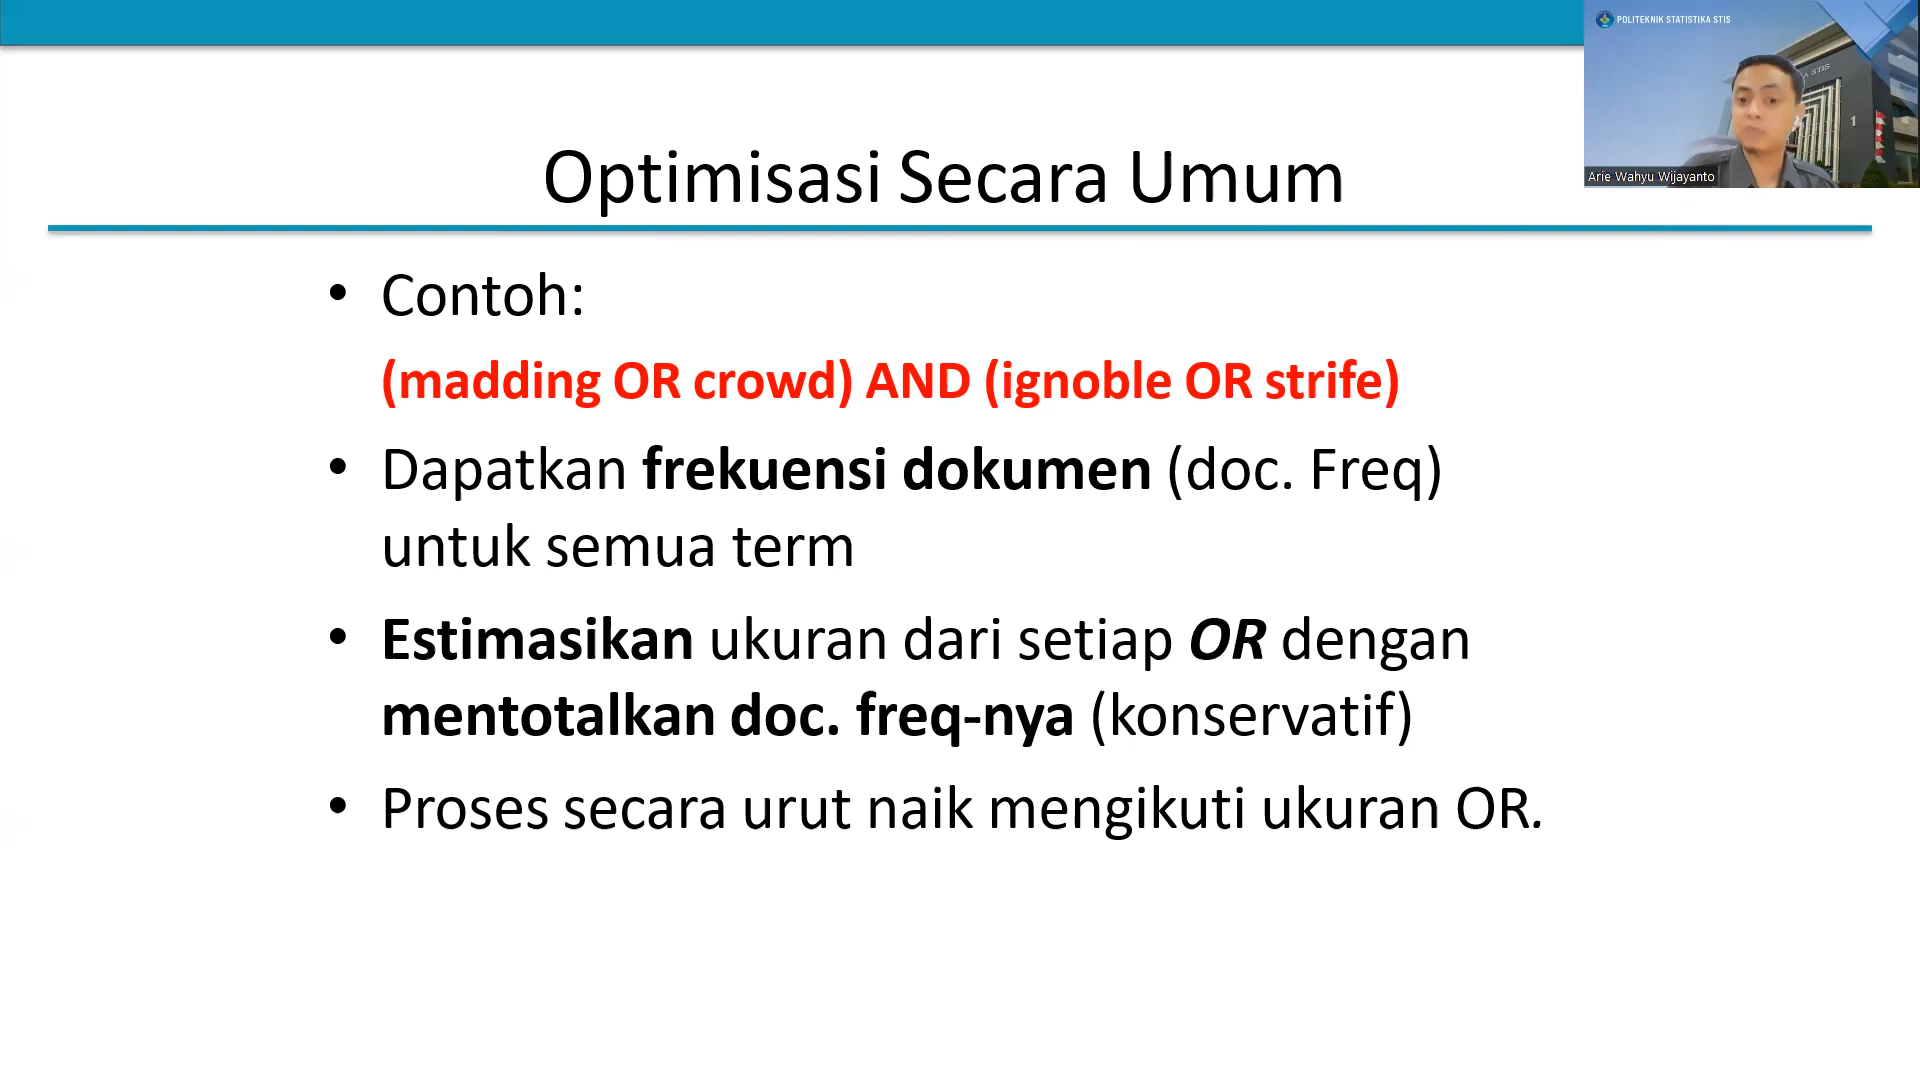 POLITEKNIK STATISTIKA STIS
A STIS
1
Arie Wahyu Wijayanto
Optimisasi Secara Umum
• Contoh:
(madding OR crowd) AND (ignoble OR strife)
• Dapatkan frekuensi dokumen (doc. Freq)
untuk semua term
• Estimasikan ukuran dari setiap OR dengan
mentotalkan doc. freq-nya (konservatif)
• Proses secara urut naik mengikuti ukuran OR.